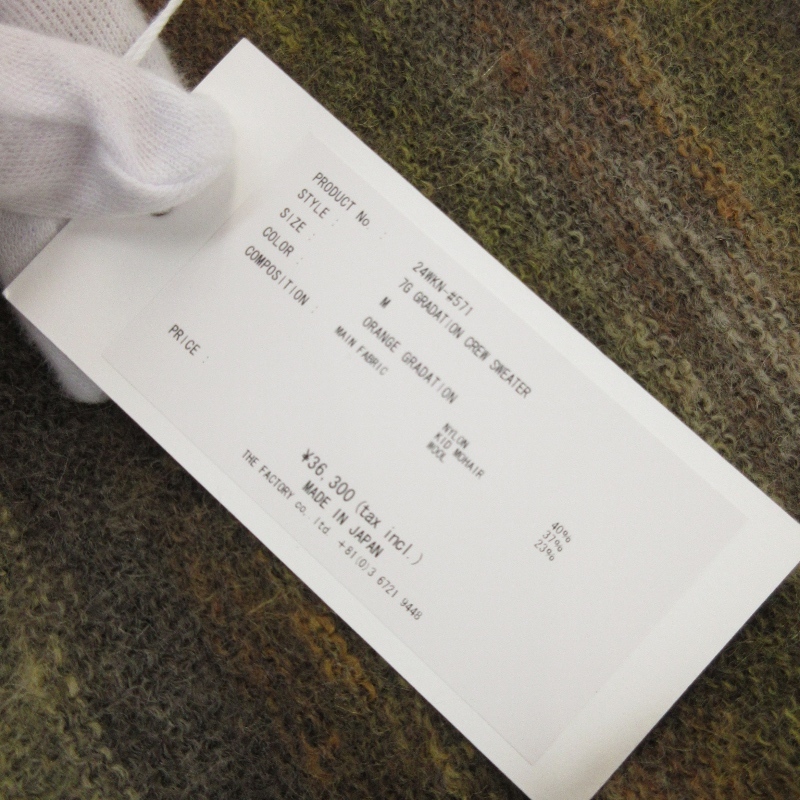 PRODUCT No. : 24WKN-#571
STYLE : 7G GRADATION CREW SWEATER
SIZE : M
COLOR : ORANGE GRADATION
COMPOSITION : MAIN FABRIC
NYLON 40%
KID MOHAIR 37%
WOOL 23%
PRICE : ¥36,300 (tax incl.)
MADE IN JAPAN
THE FACTORY co., ltd. +81(0)3 6721 9448